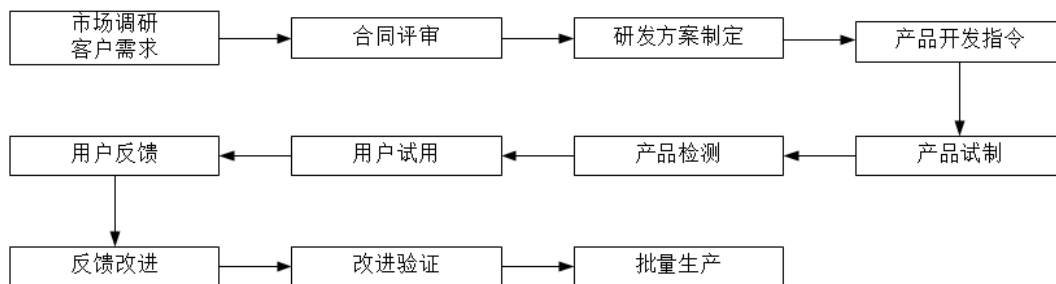 市场调研
客户需求
合同评审
研发方案制定
产品开发指令
产品试制
产品检测
用户试用
用户反馈
反馈改进
改进验证
批量生产